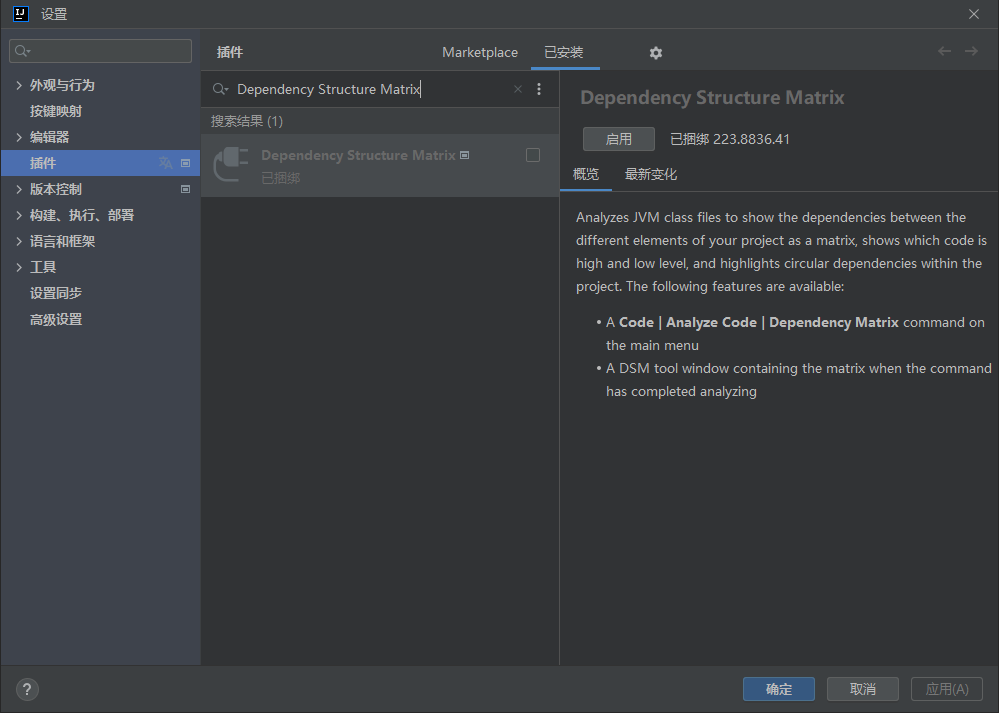 设置
外观与行为
按键映射
编辑器
插件
版本控制
构建、执行、部署
语言和框架
工具
设置同步
高级设置
插件
Marketplace
已安装
Dependency Structure Matrix
搜索结果 (1)
Dependency Structure Matrix
已捆绑
Dependency Structure Matrix
启用
已捆绑 223.8836.41
概览
最新变化
Analyzes JVM class files to show the dependencies between the
different elements of your project as a matrix, shows which code is
high and low level, and highlights circular dependencies within the
project. The following features are available:
• A Code | Analyze Code | Dependency Matrix command on
the main menu
• A DSM tool window containing the matrix when the command
has completed analyzing
?
确定
取消
应用(A)